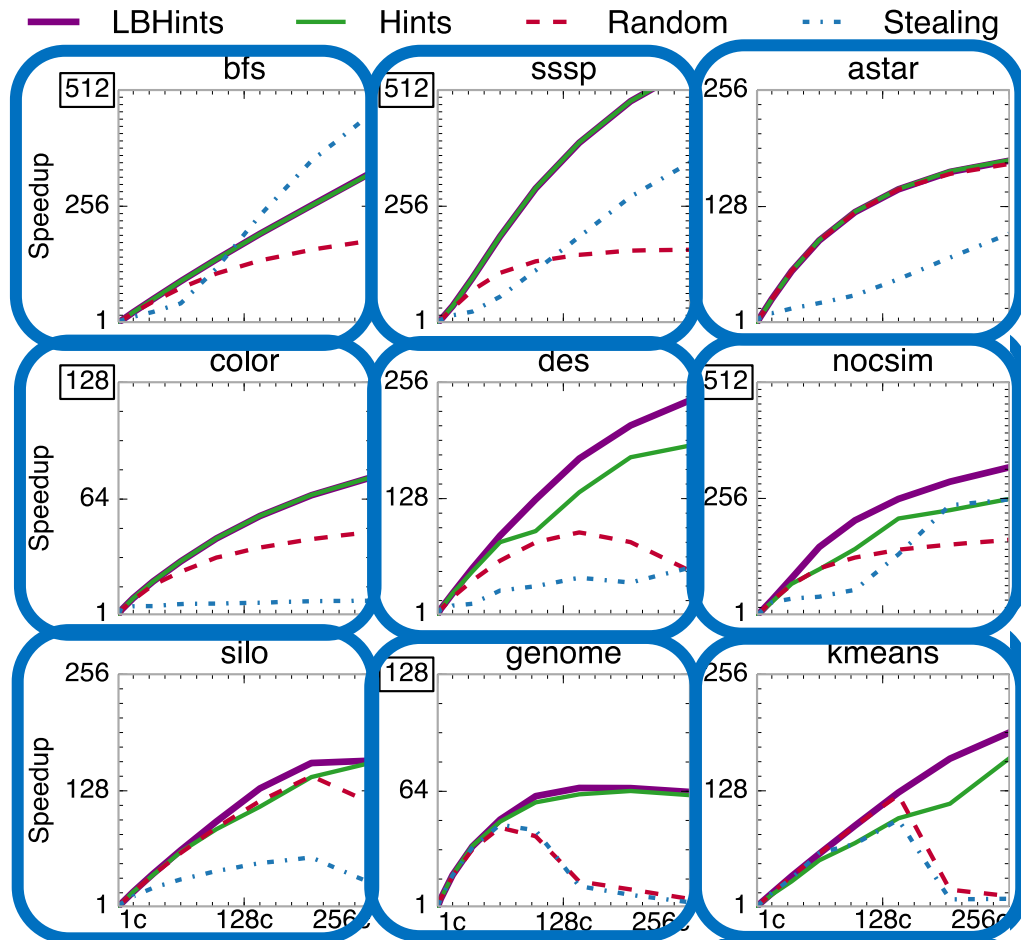 LBHints Hints Random Stealing
bfs sssp astar
512 512 256
Speedup
256 256 128
1 1 1
color des nocsim
128 256 512
Speedup
64 128 256
1 1 1
silo genome kmeans
256 128 256
Speedup
128 64 128
1 1 1
1c 128c 256c 1c 128c 256c 1c 128c 256c